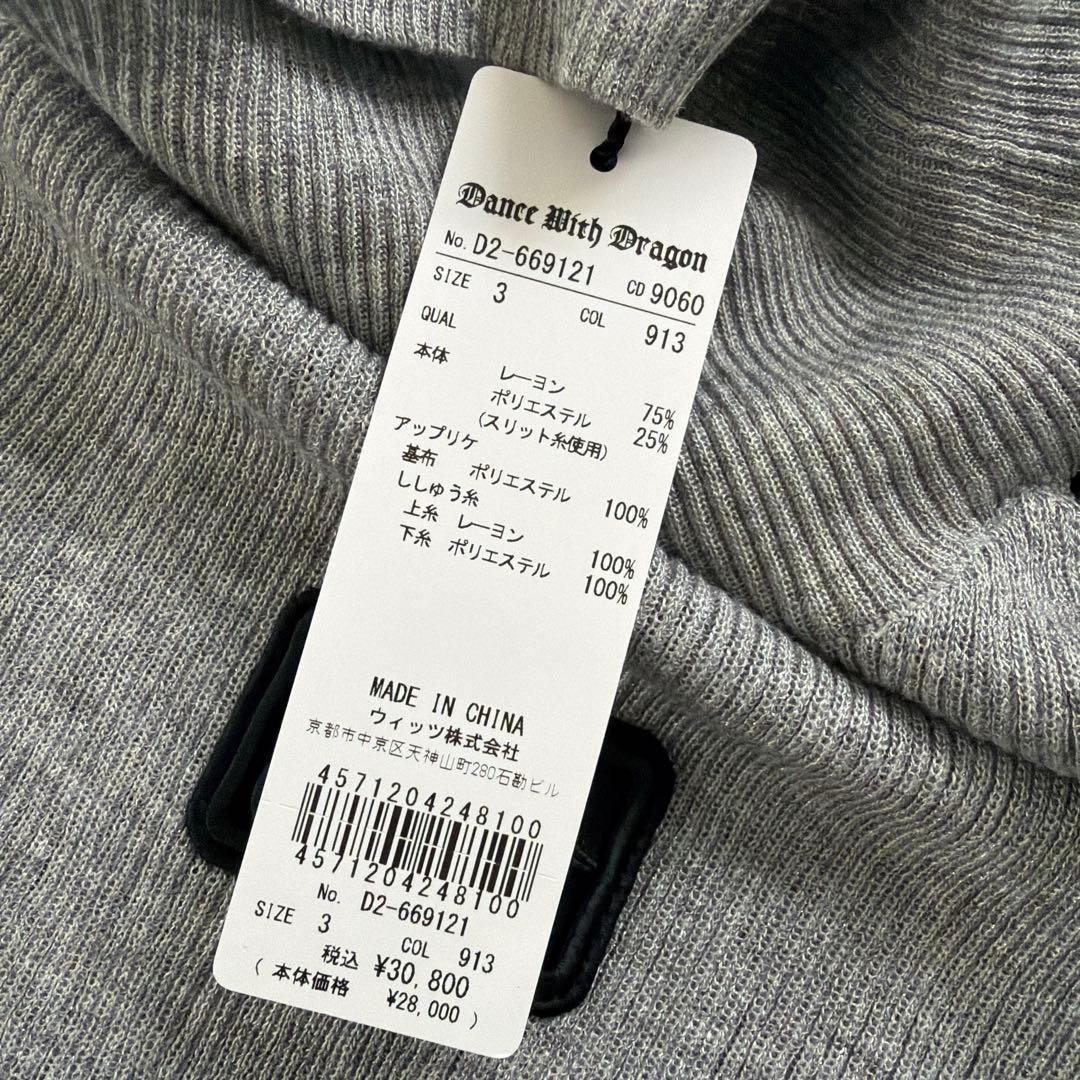 Dance With Dragon
No. D2-669121 CD 9060
SIZE 3 COL 913
QUAL
本体
レーヨン 75%
ポリエステル 25%
(スリット糸使用)
アップリケ
基布 ポリエステル 100%
ししゅう糸
上糸 レーヨン 100%
下糸 ポリエステル 100%
MADE IN CHINA
ウィッツ株式会社
京都市中京区天神山町280石勘ビル
4571204248100
4571204248100
No. D2-669121
SIZE 3 COL 913
税込 ¥30,800
( 本体価格 ¥28,000 )